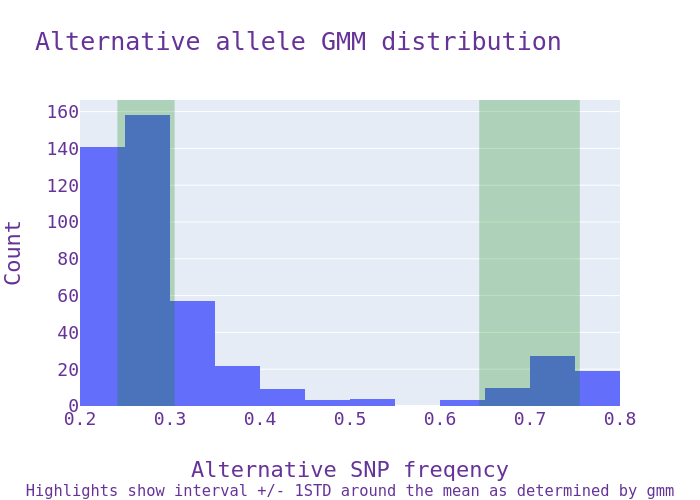 Alternative allele GMM distribution
160
140
120
100
80
60
40
20
0
Count
0.2 0.3 0.4 0.5 0.6 0.7 0.8
Alternative SNP freqency
Highlights show interval +/- 1STD around the mean as determined by gmm